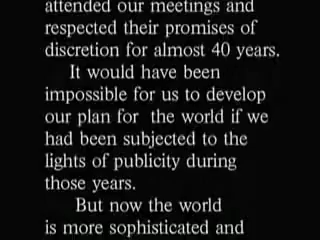 attended our meetings and
respected their promises of
discretion for almost 40 years.
It would have been
impossible for us to develop
our plan for the world if we
had been subjected to the
lights of publicity during
those years.
But now the world
is more sophisticated and